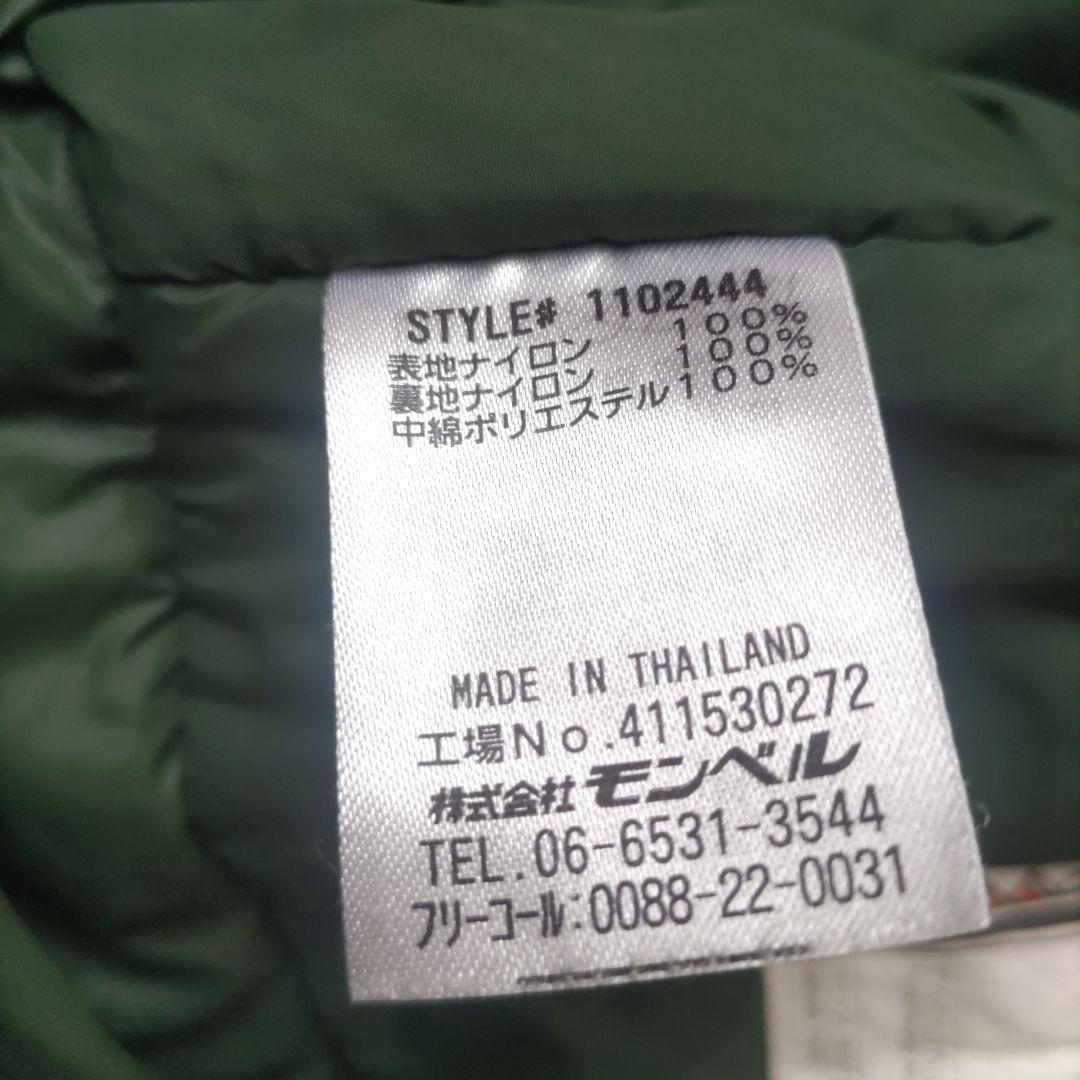 STYLE# 1102444
表地ナイロン 100%
裏地ナイロン 100%
中綿ポリエステル100%
MADE IN THAILAND
工場No.411530272
株式会社モンベル
TEL.06-6531-3544
フリーコール:0088-22-0031